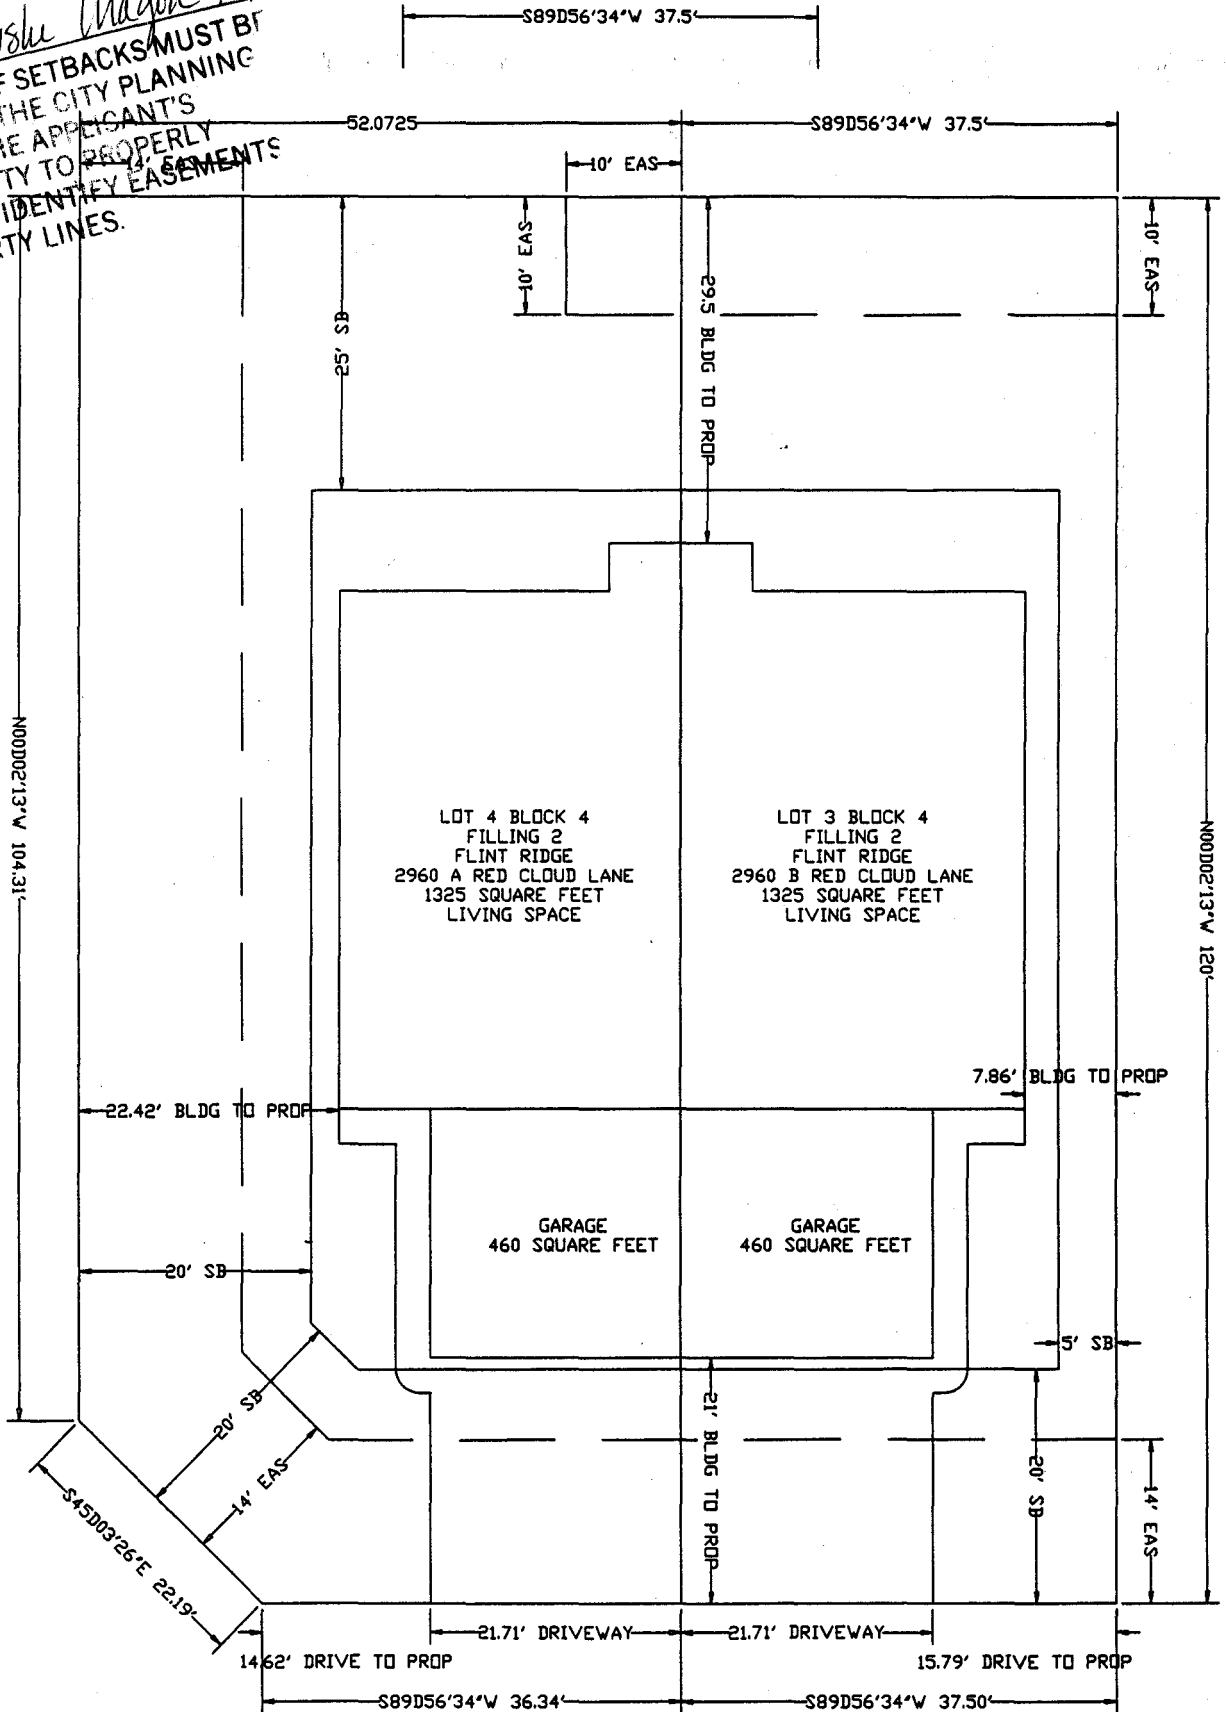 S89D56'34"W 37.5'
F SETBACKS MUST BE
THE CITY PLANNING
APPLICANT'S
TY TO PROPERLY
IDENTIFY EASEMENTS
TY LINES.
52.0725
S89D56'34"W 37.5'
14' EAS
10' EAS
10' EAS
10' EAS
25' SB
29.5 BLDG TO PROP
N00D02'13"W 104.31'
N00D02'13"W 120'
LOT 4 BLOCK 4
FILLING 2
FLINT RIDGE
2960 A RED CLOUD LANE
1325 SQUARE FEET
LIVING SPACE
LOT 3 BLOCK 4
FILLING 2
FLINT RIDGE
2960 B RED CLOUD LANE
1325 SQUARE FEET
LIVING SPACE
7.86' BLDG TO PROP
22.42' BLDG TO PROP
GARAGE
460 SQUARE FEET
GARAGE
460 SQUARE FEET
20' SB
5' SB
20' SB
14' EAS
21' BLDG TO PROP
20' SB
14' EAS
S45D03'26"E 22.19'
21.71' DRIVEWAY
21.71' DRIVEWAY
14.62' DRIVE TO PROP
15.79' DRIVE TO PROP
S89D56'34"W 36.34'
S89D56'34"W 37.50'